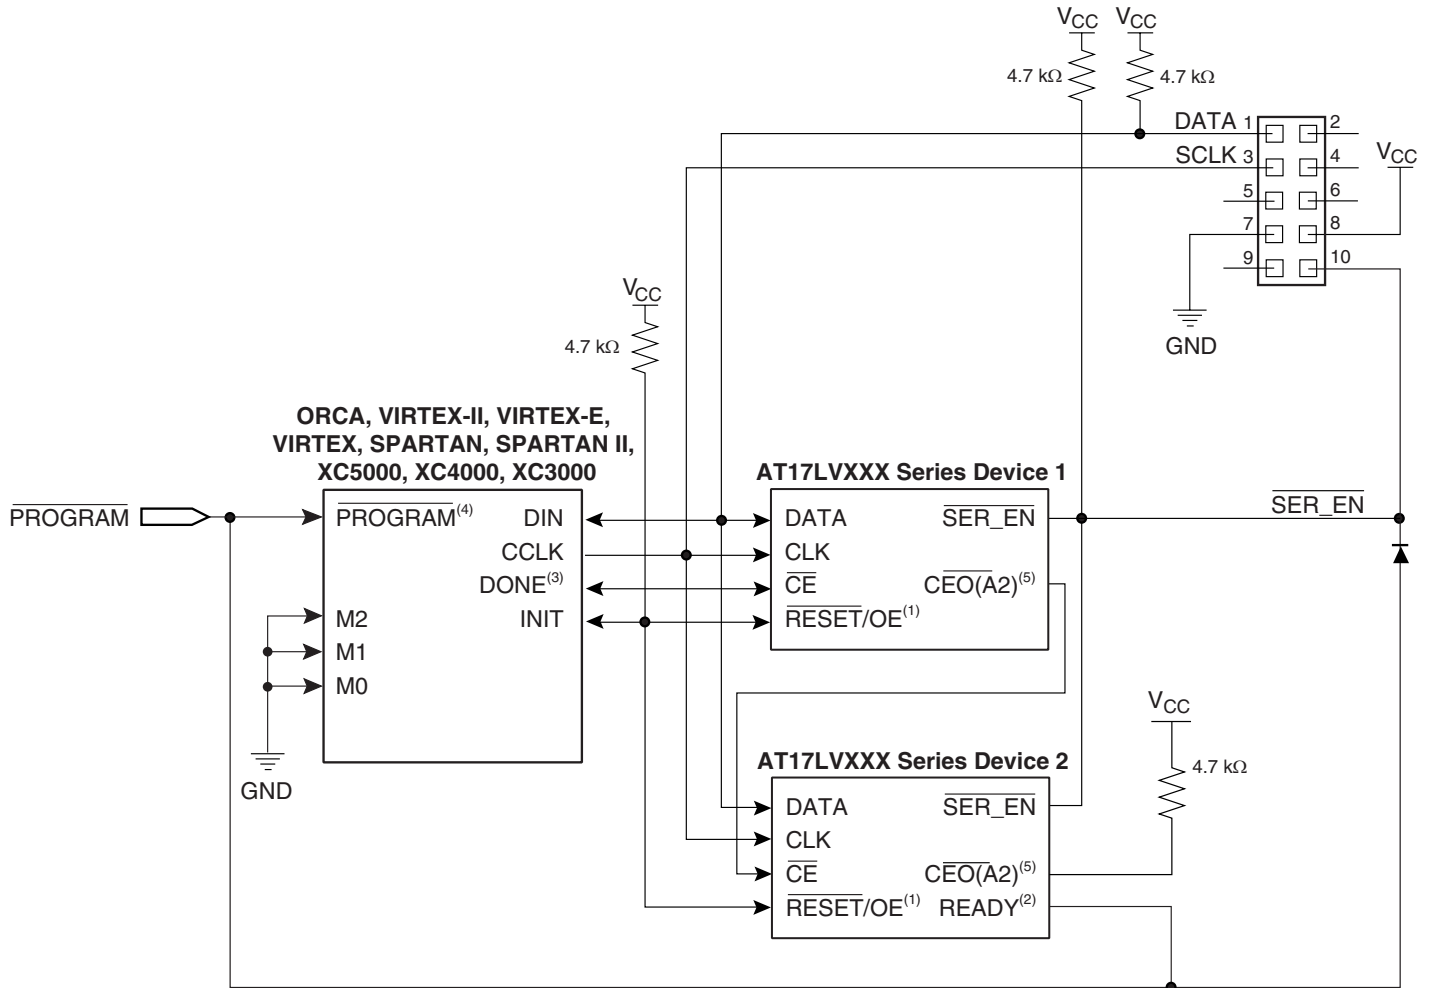 VCC VCC
4.7 kΩ 4.7 kΩ
DATA 1 2
SCLK 3 4 VCC
5 6
7 8
9 10
GND
VCC
4.7 kΩ
ORCA, VIRTEX-II, VIRTEX-E,
VIRTEX, SPARTAN, SPARTAN II,
XC5000, XC4000, XC3000
PROGRAM
PROGRAM(4) DIN
CCLK
DONE(3)
M2 INIT
M1
M0
GND
AT17LVXXX Series Device 1
DATA SER_EN
CLK
CE CEO(A2)(5)
RESET/OE(1)
SER_EN
VCC
4.7 kΩ
AT17LVXXX Series Device 2
DATA SER_EN
CLK
CE CEO(A2)(5)
RESET/OE(1) READY(2)